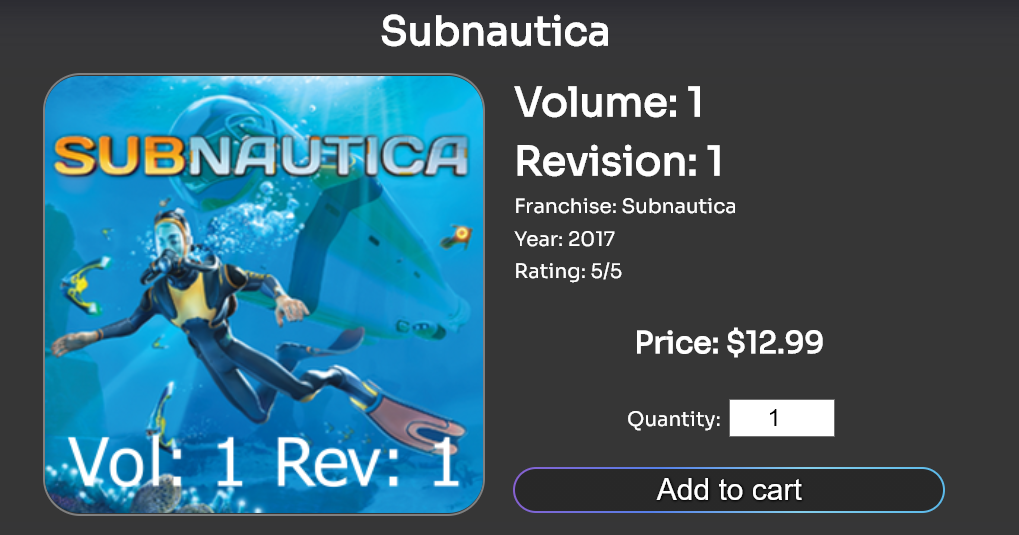 Subnautica
SUBNAUTICA
Vol: 1 Rev: 1
Volume: 1
Revision: 1
Franchise: Subnautica
Year: 2017
Rating: 5/5
Price: $12.99
Quantity: 1
Add to cart